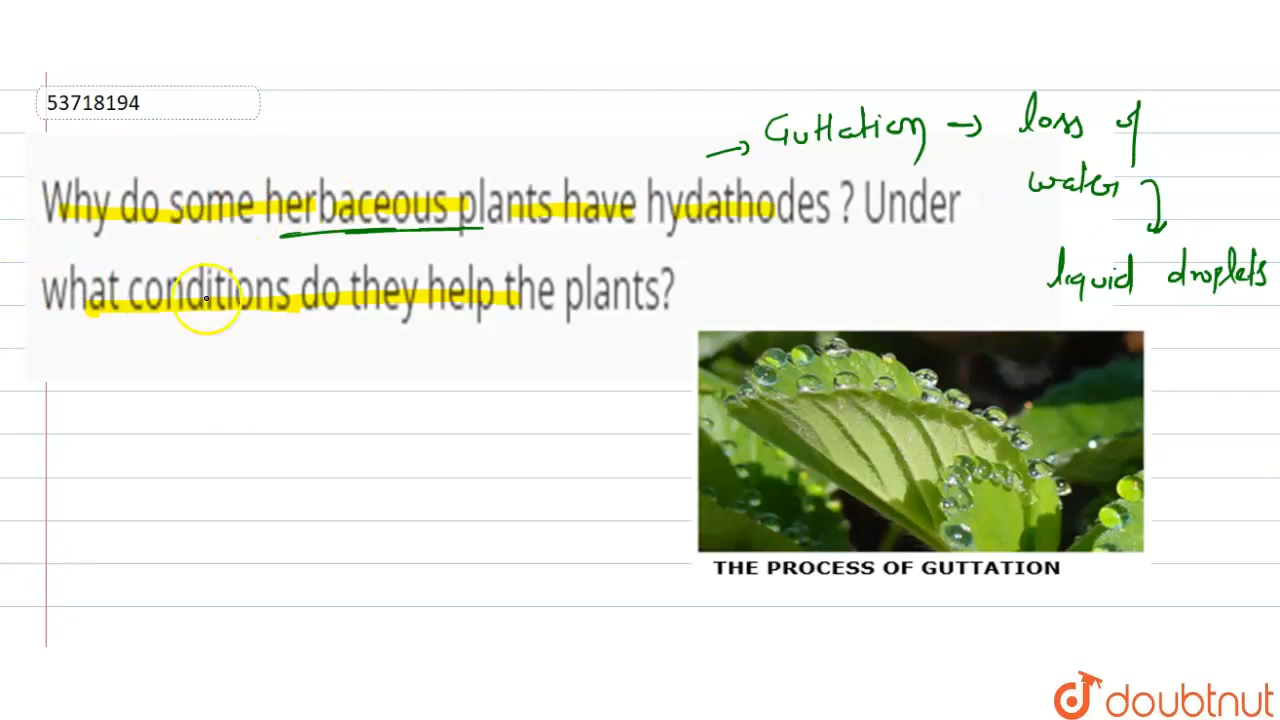 53718194
Guttation → loss of
water
liquid droplets
Why do some herbaceous plants have hydathodes ? Under
what conditions do they help the plants?
THE PROCESS OF GUTTATION
doubtnut